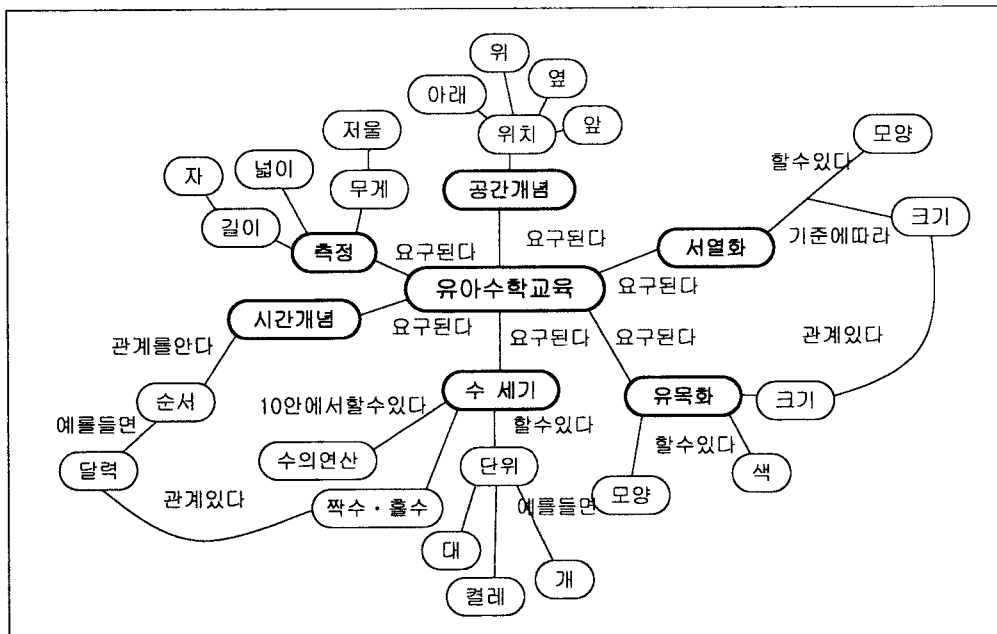 위
옆
아래
위치
앞
저울
모양
할수있다
자
넓이
무게
공간개념
크기
길이
기준에따라
측정
요구된다
요구된다
서열화
유아수학교육
요구된다
시간개념
요구된다
요구된다
요구된다
관계를안다
관계있다
수 세기
순서
10안에서할수있다
유목화
크기
예를들면
할수있다
수의연산
단위
할수있다
달력
색
관계있다
짝수·홀수
예를들면
모양
대
개
켤레